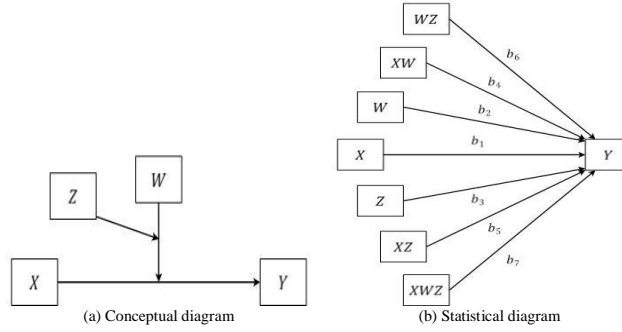 WZ
b6
XW
b4
W
b2
X
b1
Y
Z
b3
XZ
b5
XWZ
b7
Z
W
X
Y
(a) Conceptual diagram
(b) Statistical diagram